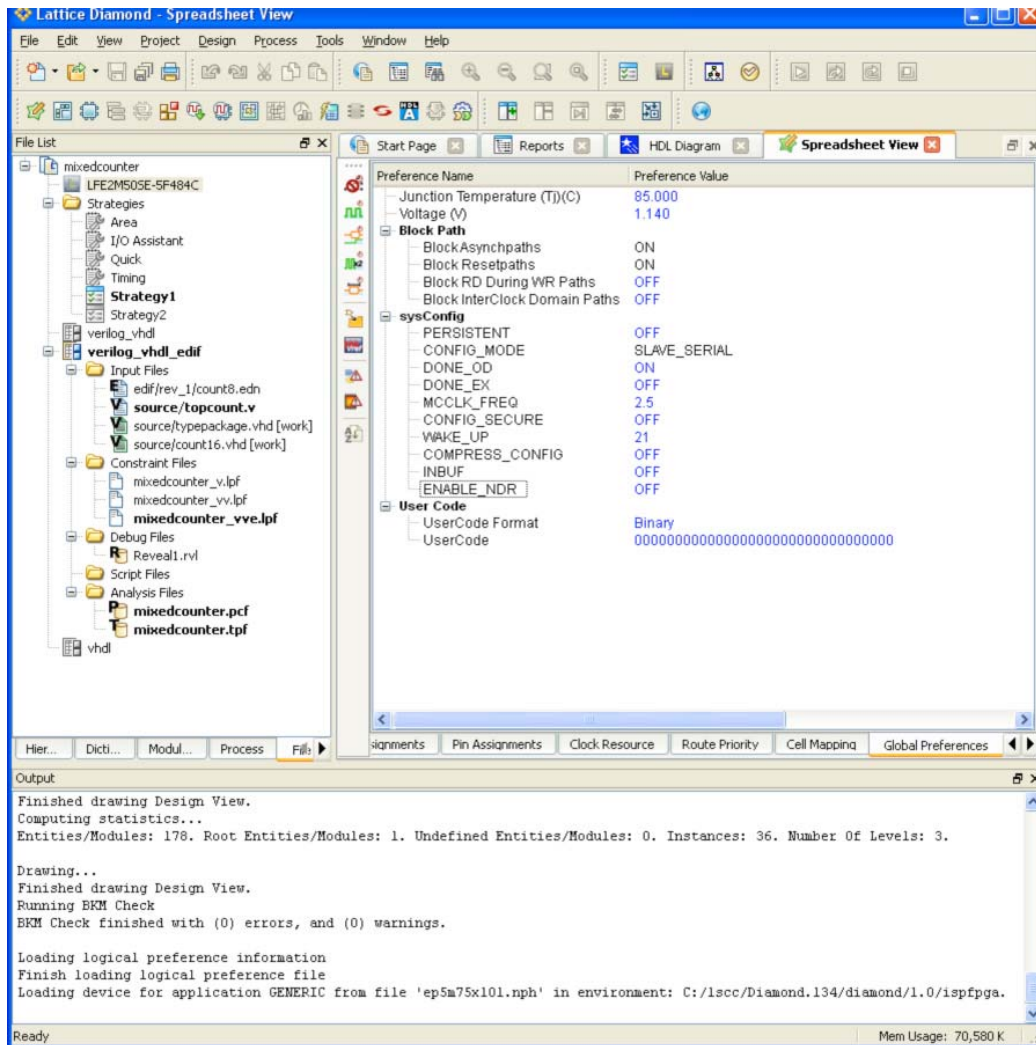 Lattice Diamond - Spreadsheet View
File Edit View Project Design Process Tools Window Help
File List
Start Page Reports HDL Diagram Spreadsheet View
mixedcounter
LFE2M50SE-5F484C
Strategies
Area
I/O Assistant
Quick
Timing
Strategy1
Strategy2
verilog_vhdl
verilog_vhdl_edif
Input Files
edif/rev_1/count8.edn
source/topcount.v
source/typepackage.vhd [work]
source/count16.vhd [work]
Constraint Files
mixedcounter_v.lpf
mixedcounter_vv.lpf
mixedcounter_vve.lpf
Debug Files
Reveal1.rvl
Script Files
Analysis Files
mixedcounter.pcf
mixedcounter.tpf
vhdl
Hier... Dicti... Modul... Process
Preference Name Preference Value
Junction Temperature (Tj)(C) 85.000
Voltage (V) 1.140
Block Path
Block Asynchpaths ON
Block Resetpaths ON
Block RD During WR Paths OFF
Block InterClock Domain Paths OFF
sysConfig
PERSISTENT OFF
CONFIG_MODE SLAVE_SERIAL
DONE_OD ON
DONE_EX OFF
MCCLK_FREQ 2.5
CONFIG_SECURE OFF
WAKE_UP 21
COMPRESS_CONFIG OFF
INBUF OFF
ENABLE_NDR OFF
User Code
UserCode Format Binary
UserCode 00000000000000000000000000000000
signments Pin Assignments Clock Resource Route Priority Cell Mapping Global Preferences
Output
Finished drawing Design View.
Computing statistics...
Entities/Modules: 178. Root Entities/Modules: 1. Undefined Entities/Modules: 0. Instances: 36. Number Of Levels: 3.
Drawing...
Finished drawing Design View.
Running BKM Check
BKM Check finished with (0) errors, and (0) warnings.
Loading logical preference information
Finish loading logical preference file
Loading device for application GENERIC from file 'ep5m75x101.nph' in environment: C:/lscc/Diamond.134/diamond/1.0/ispfpga.
Ready Mem Usage: 70,580 K